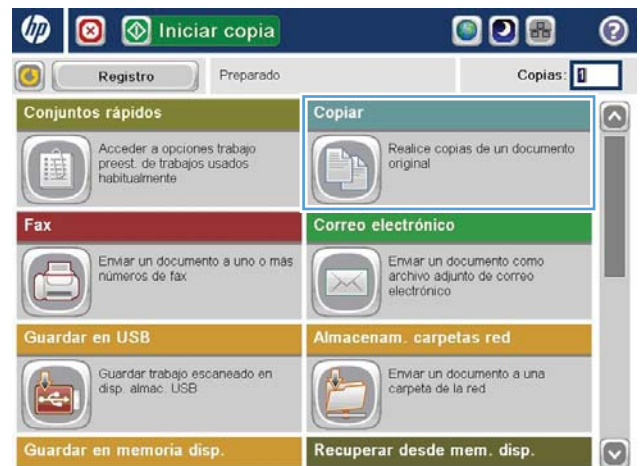 hp
Iniciar copia
?
Registro
Preparado
Copias: 1
Conjuntos rápidos
Acceder a opciones trabajo
preest. de trabajos usados
habitualmente
Copiar
Realice copias de un documento
original
Fax
Enviar un documento a uno o más
números de fax
Correo electrónico
Enviar un documento como
archivo adjunto de correo
electrónico
Guardar en USB
Guardar trabajo escaneado en
disp. almac. USB
Almacenam. carpetas red
Enviar un documento a una
carpeta de la red
Guardar en memoria disp.
Recuperar desde mem. disp.